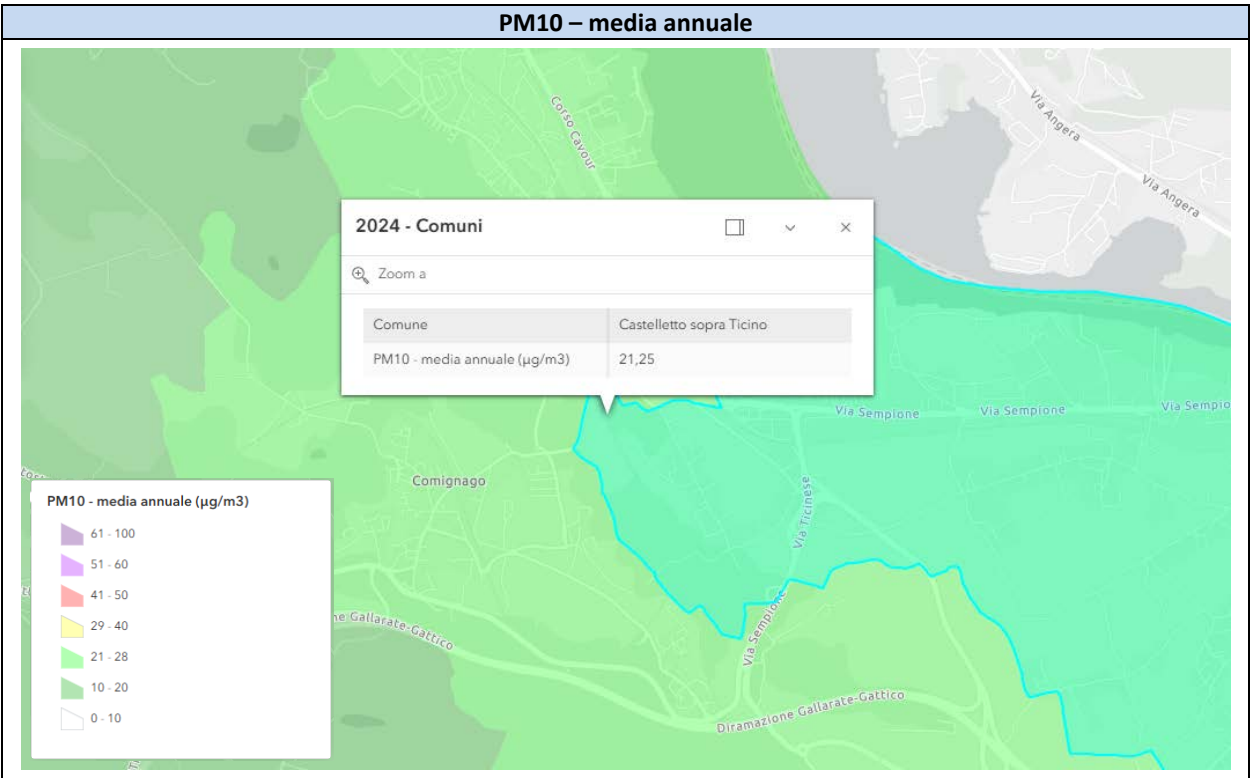 PM10 – media annuale
Corso Cavour
Via Angera
Via Angera
2024 - Comuni
Zoom a
Comune Castelletto sopra Ticino
PM10 - media annuale (µg/m3) 21,25
Via Sempione
Via Sempione
Via Sempio
Comignago
Via Ticinese
PM10 - media annuale (µg/m3)
61 - 100
51 - 60
41 - 50
29 - 40
21 - 28
10 - 20
0 - 10
ne Gallarate-Gattico
Via Sempione
Diramazione Gallarate-Gattico